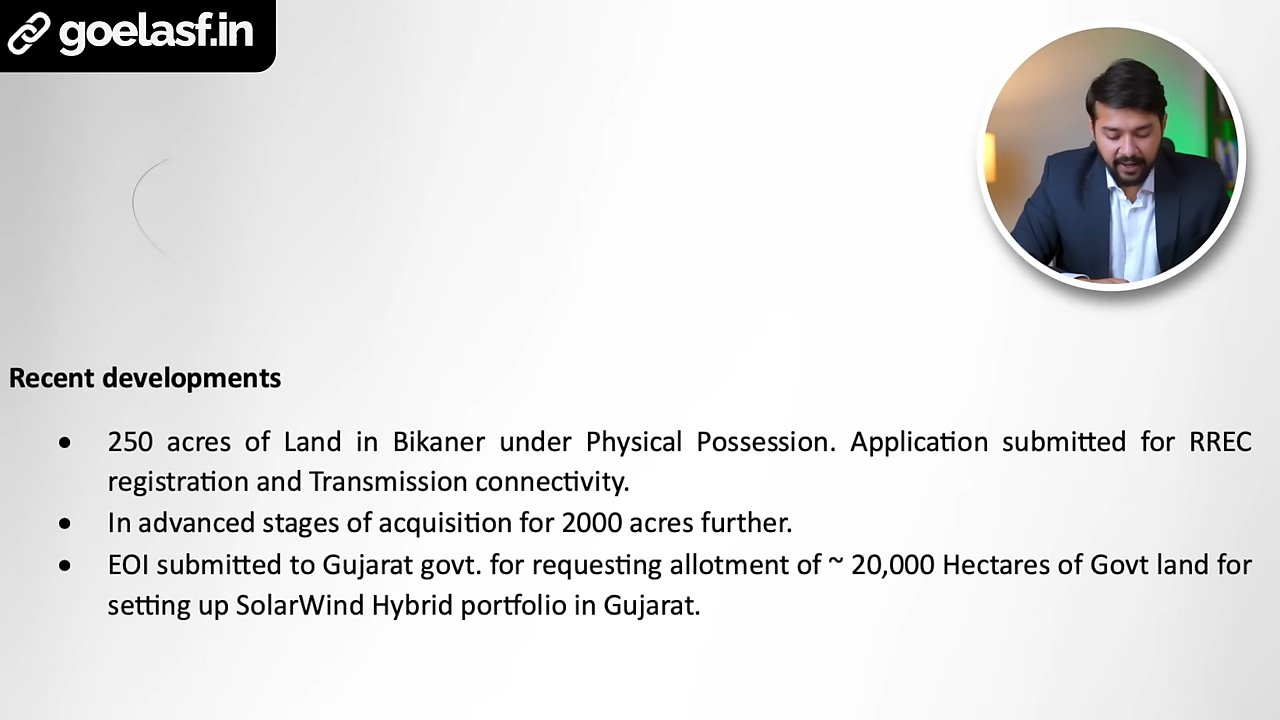 goelasf.in
Recent developments
• 250 acres of Land in Bikaner under Physical Possession. Application submitted for RREC
registration and Transmission connectivity.
• In advanced stages of acquisition for 2000 acres further.
• EOI submitted to Gujarat govt. for requesting allotment of ~ 20,000 Hectares of Govt land for
setting up SolarWind Hybrid portfolio in Gujarat.